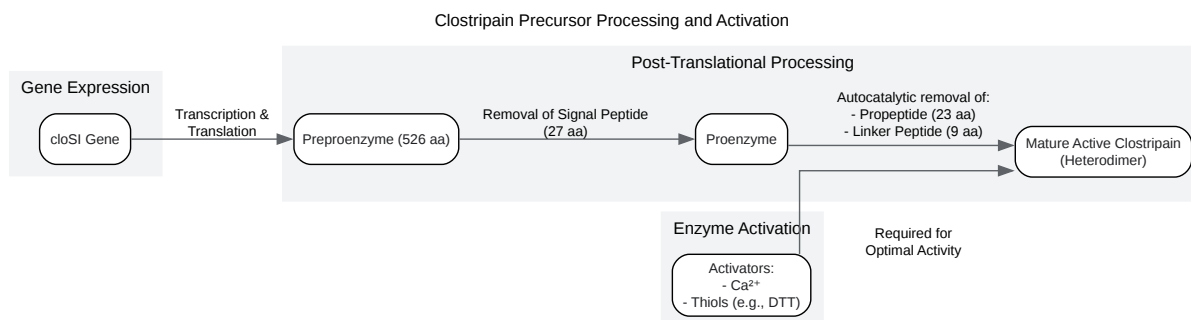 Clostripain Precursor Processing and Activation
Post-Translational Processing
Gene Expression
cloSI Gene
Transcription &
Translation
Preproenzyme (526 aa)
Removal of Signal Peptide
(27 aa)
Proenzyme
Autocatalytic removal of:
- Propeptide (23 aa)
- Linker Peptide (9 aa)
Mature Active Clostripain
(Heterodimer)
Enzyme Activation
Activators:
- Ca²⁺
- Thiols (e.g., DTT)
Required for
Optimal Activity